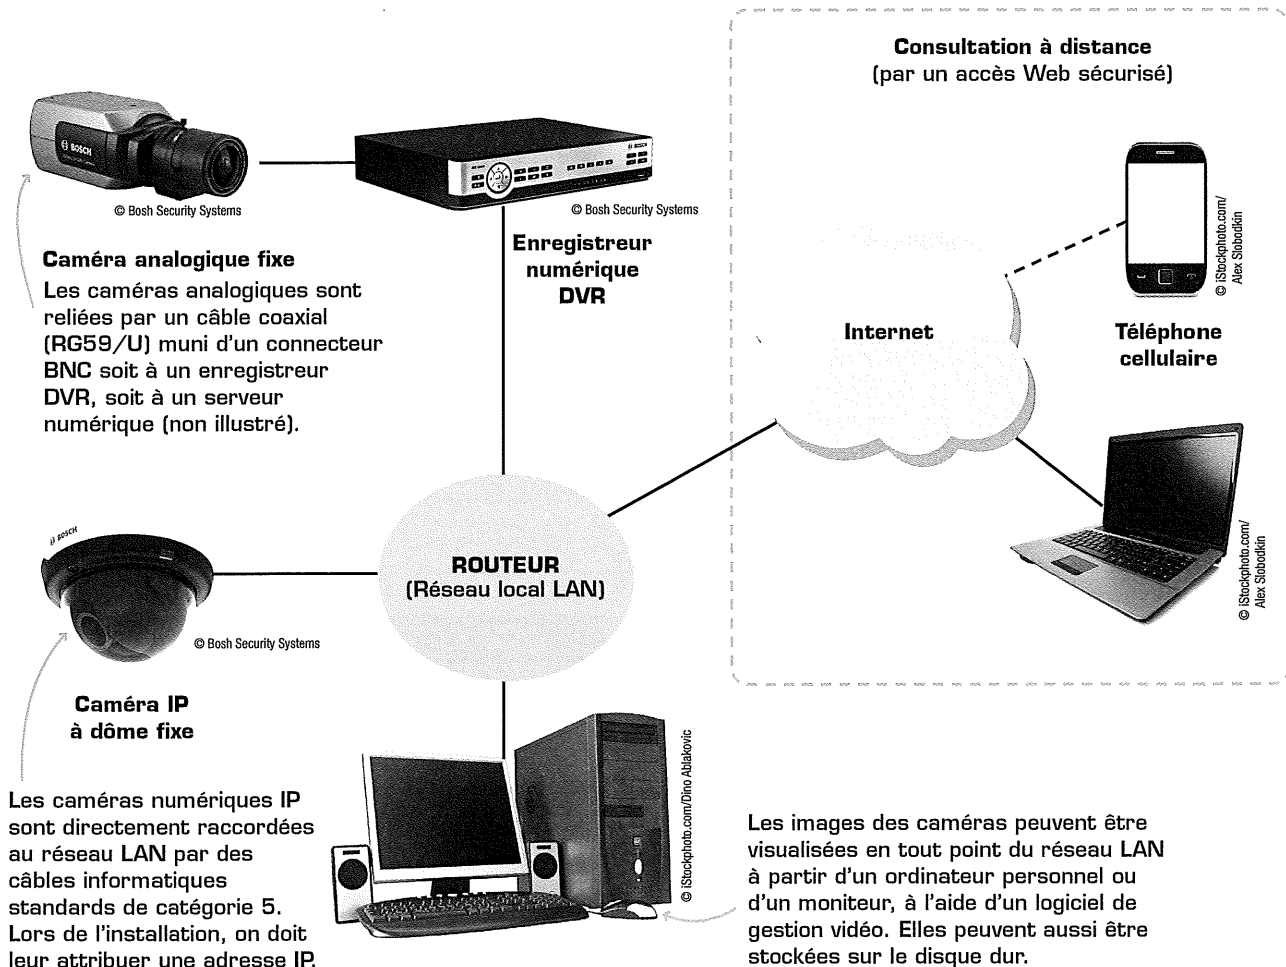 Consultation à distance
(par un accès Web sécurisé)
BOSCH
© Bosh Security Systems
BOSCH
© Bosh Security Systems
Caméra analogique fixe
Les caméras analogiques sont
reliées par un câble coaxial
(RG59/U) muni d'un connecteur
BNC soit à un enregistreur
DVR, soit à un serveur
numérique (non illustré).
Enregistreur
numérique
DVR
Internet
© iStockphoto.com/
Alex Slobodkin
Téléphone
cellulaire
© iStockphoto.com/
Alex Slobodkin
ROUTEUR
(Réseau local LAN)
BOSCH
© Bosh Security Systems
Caméra IP
à dôme fixe
Les caméras numériques IP
sont directement raccordées
au réseau LAN par des
câbles informatiques
standards de catégorie 5.
Lors de l'installation, on doit
leur attribuer une adresse IP.
© iStockphoto.com/Dino Ablakovic
Les images des caméras peuvent être
visualisées en tout point du réseau LAN
à partir d'un ordinateur personnel ou
d'un moniteur, à l'aide d'un logiciel de
gestion vidéo. Elles peuvent aussi être
stockées sur le disque dur.